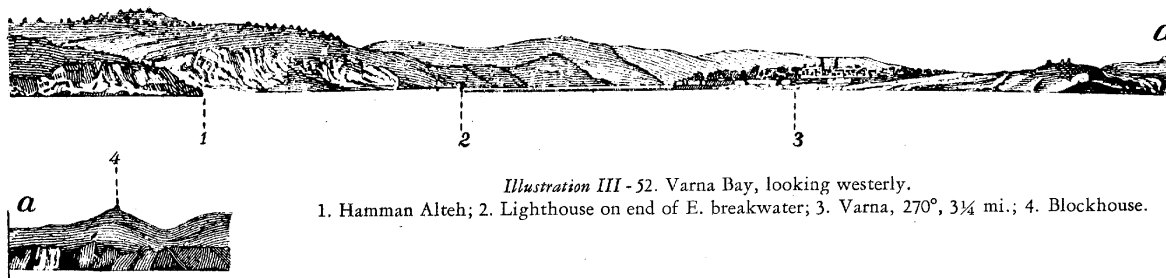 a
1
2
3
4
a
Illustration III - 52. Varna Bay, looking westerly.
1. Hamman Alteh; 2. Lighthouse on end of E. breakwater; 3. Varna, 270°, 3¼ mi.; 4. Blockhouse.